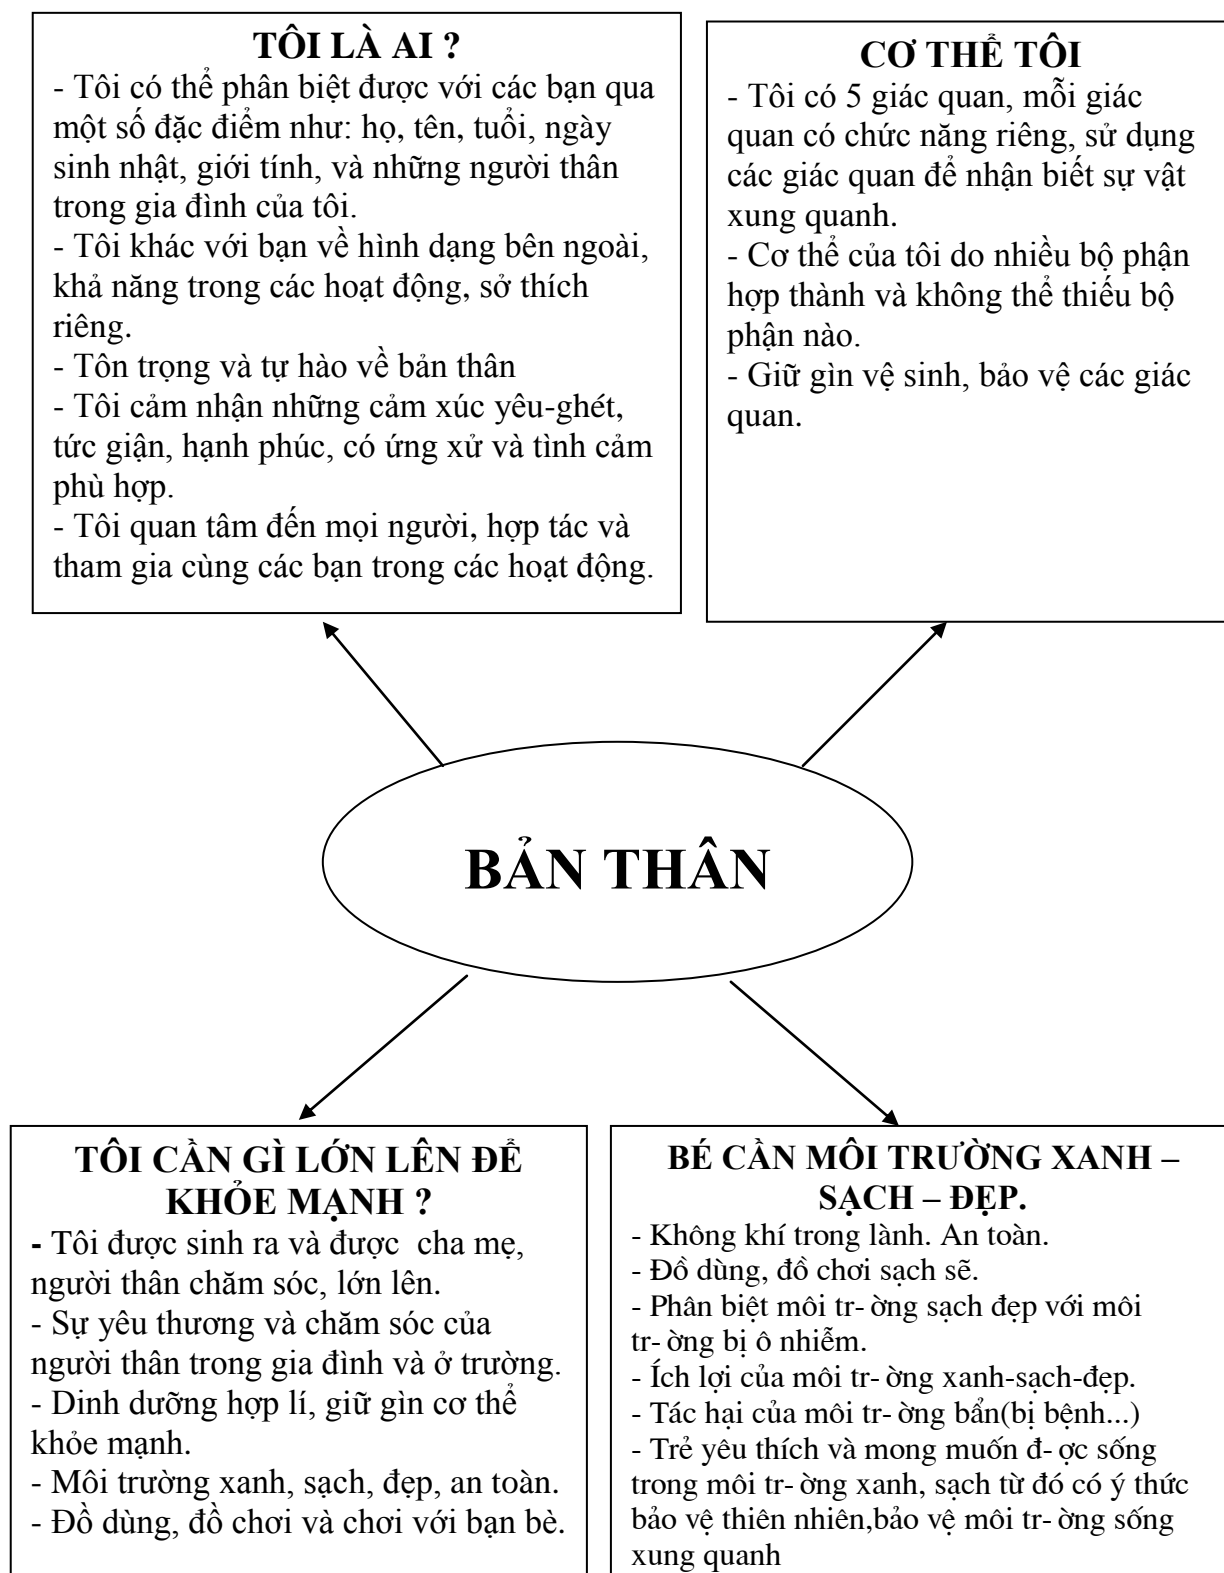 TÔI LÀ AI ?
- Tôi có thể phân biệt được với các bạn qua
một số đặc điểm như: họ, tên, tuổi, ngày
sinh nhật, giới tính, và những người thân
trong gia đình của tôi.
- Tôi khác với bạn về hình dạng bên ngoài,
khả năng trong các hoạt động, sở thích
riêng.
- Tôn trọng và tự hào về bản thân
- Tôi cảm nhận những cảm xúc yêu-ghét,
tức giận, hạnh phúc, có ứng xử và tình cảm
phù hợp.
- Tôi quan tâm đến mọi người, hợp tác và
tham gia cùng các bạn trong các hoạt động.
CƠ THỂ TÔI
- Tôi có 5 giác quan, mỗi giác
quan có chức năng riêng, sử dụng
các giác quan để nhận biết sự vật
xung quanh.
- Cơ thể của tôi do nhiều bộ phận
hợp thành và không thể thiếu bộ
phận nào.
- Giữ gìn vệ sinh, bảo vệ các giác
quan.
BẢN THÂN
TÔI CẦN GÌ LỚN LÊN ĐỂ
KHỎE MẠNH ?
- Tôi được sinh ra và được  cha mẹ,
người thân chăm sóc, lớn lên.
- Sự yêu thương và chăm sóc của
người thân trong gia đình và ở trường.
- Dinh dưỡng hợp lí, giữ gìn cơ thể
khỏe mạnh.
- Môi trường xanh, sạch, đẹp, an toàn.
- Đồ dùng, đồ chơi và chơi với bạn bè.
BÉ CẦN MÔI TRƯỜNG XANH –
SẠCH – ĐẸP.
- Không khí trong lành. An toàn.
- Đồ dùng, đồ chơi sạch sẽ.
- Phân biệt môi tr- ờng sạch đẹp với môi
tr- ờng bị ô nhiễm.
- Ích lợi của môi tr- ờng xanh-sạch-đẹp.
- Tác hại của môi tr- ờng bẩn(bị bệnh...)
- Trẻ yêu thích và mong muốn đ- ợc sống
trong môi tr- ờng xanh, sạch từ đó có ý thức
bảo vệ thiên nhiên,bảo vệ môi tr- ờng sống
xung quanh